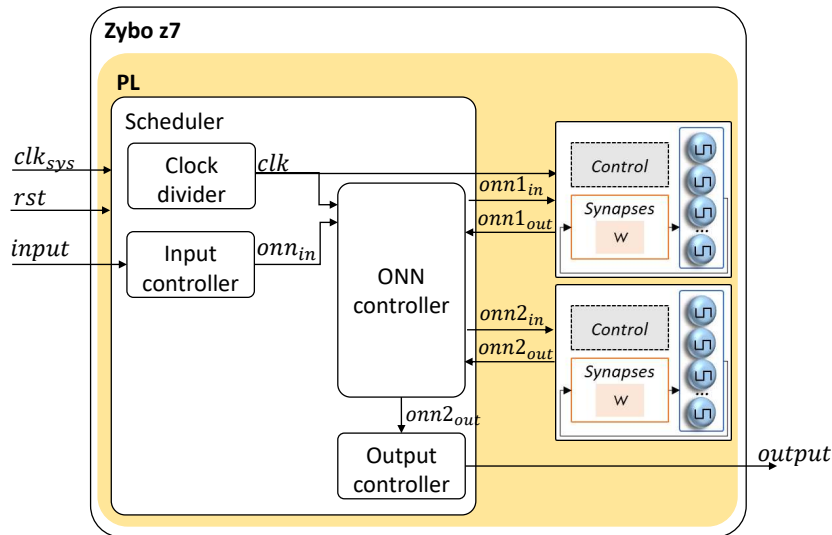 Zybo z7
PL
Scheduler
clk_sys
rst
input
Clock
divider
clk
Input
controller
onn_in
ONN
controller
onn1_in
onn1_out
onn2_in
onn2_out
onn2_out
Output
controller
output
Control
Synapses
W
...
Control
Synapses
W
...